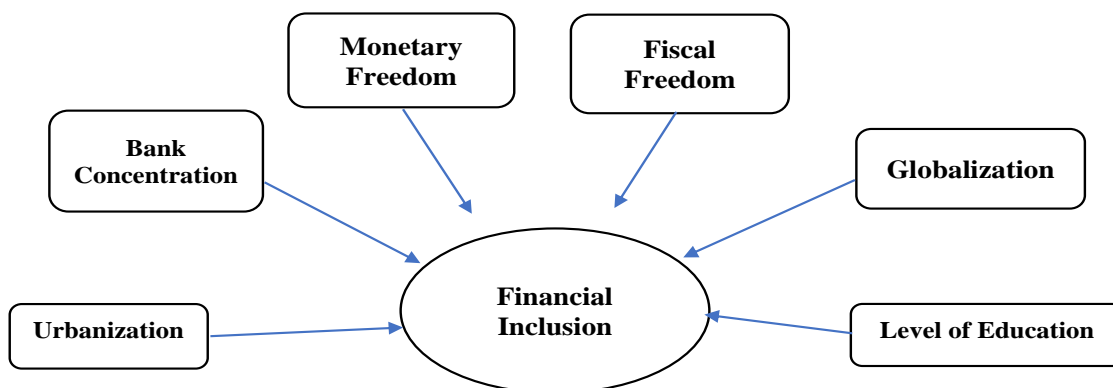 Monetary
Freedom
Fiscal
Freedom
Bank
Concentration
Globalization
Financial
Inclusion
Urbanization
Level of Education